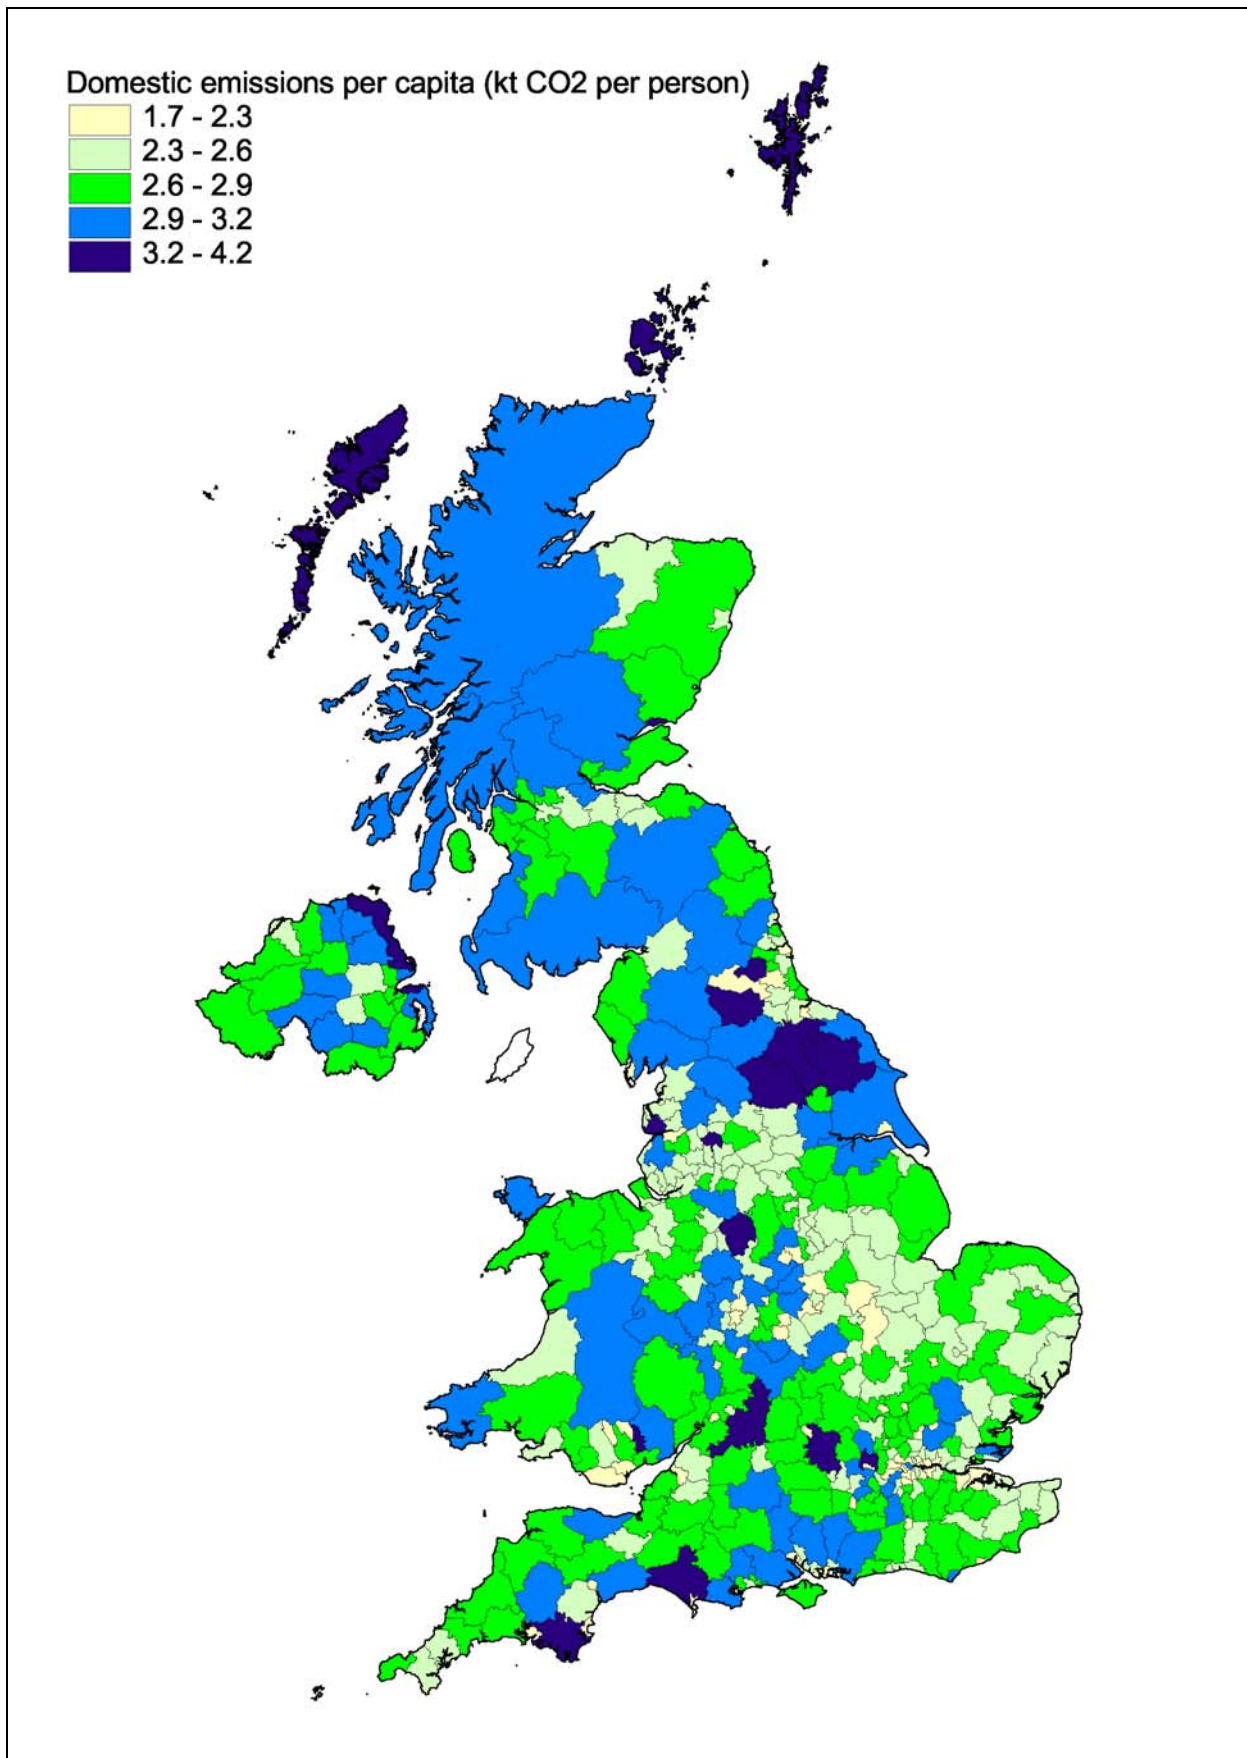 Domestic emissions per capita (kt CO2 per person)
1.7 - 2.3
2.3 - 2.6
2.6 - 2.9
2.9 - 3.2
3.2 - 4.2